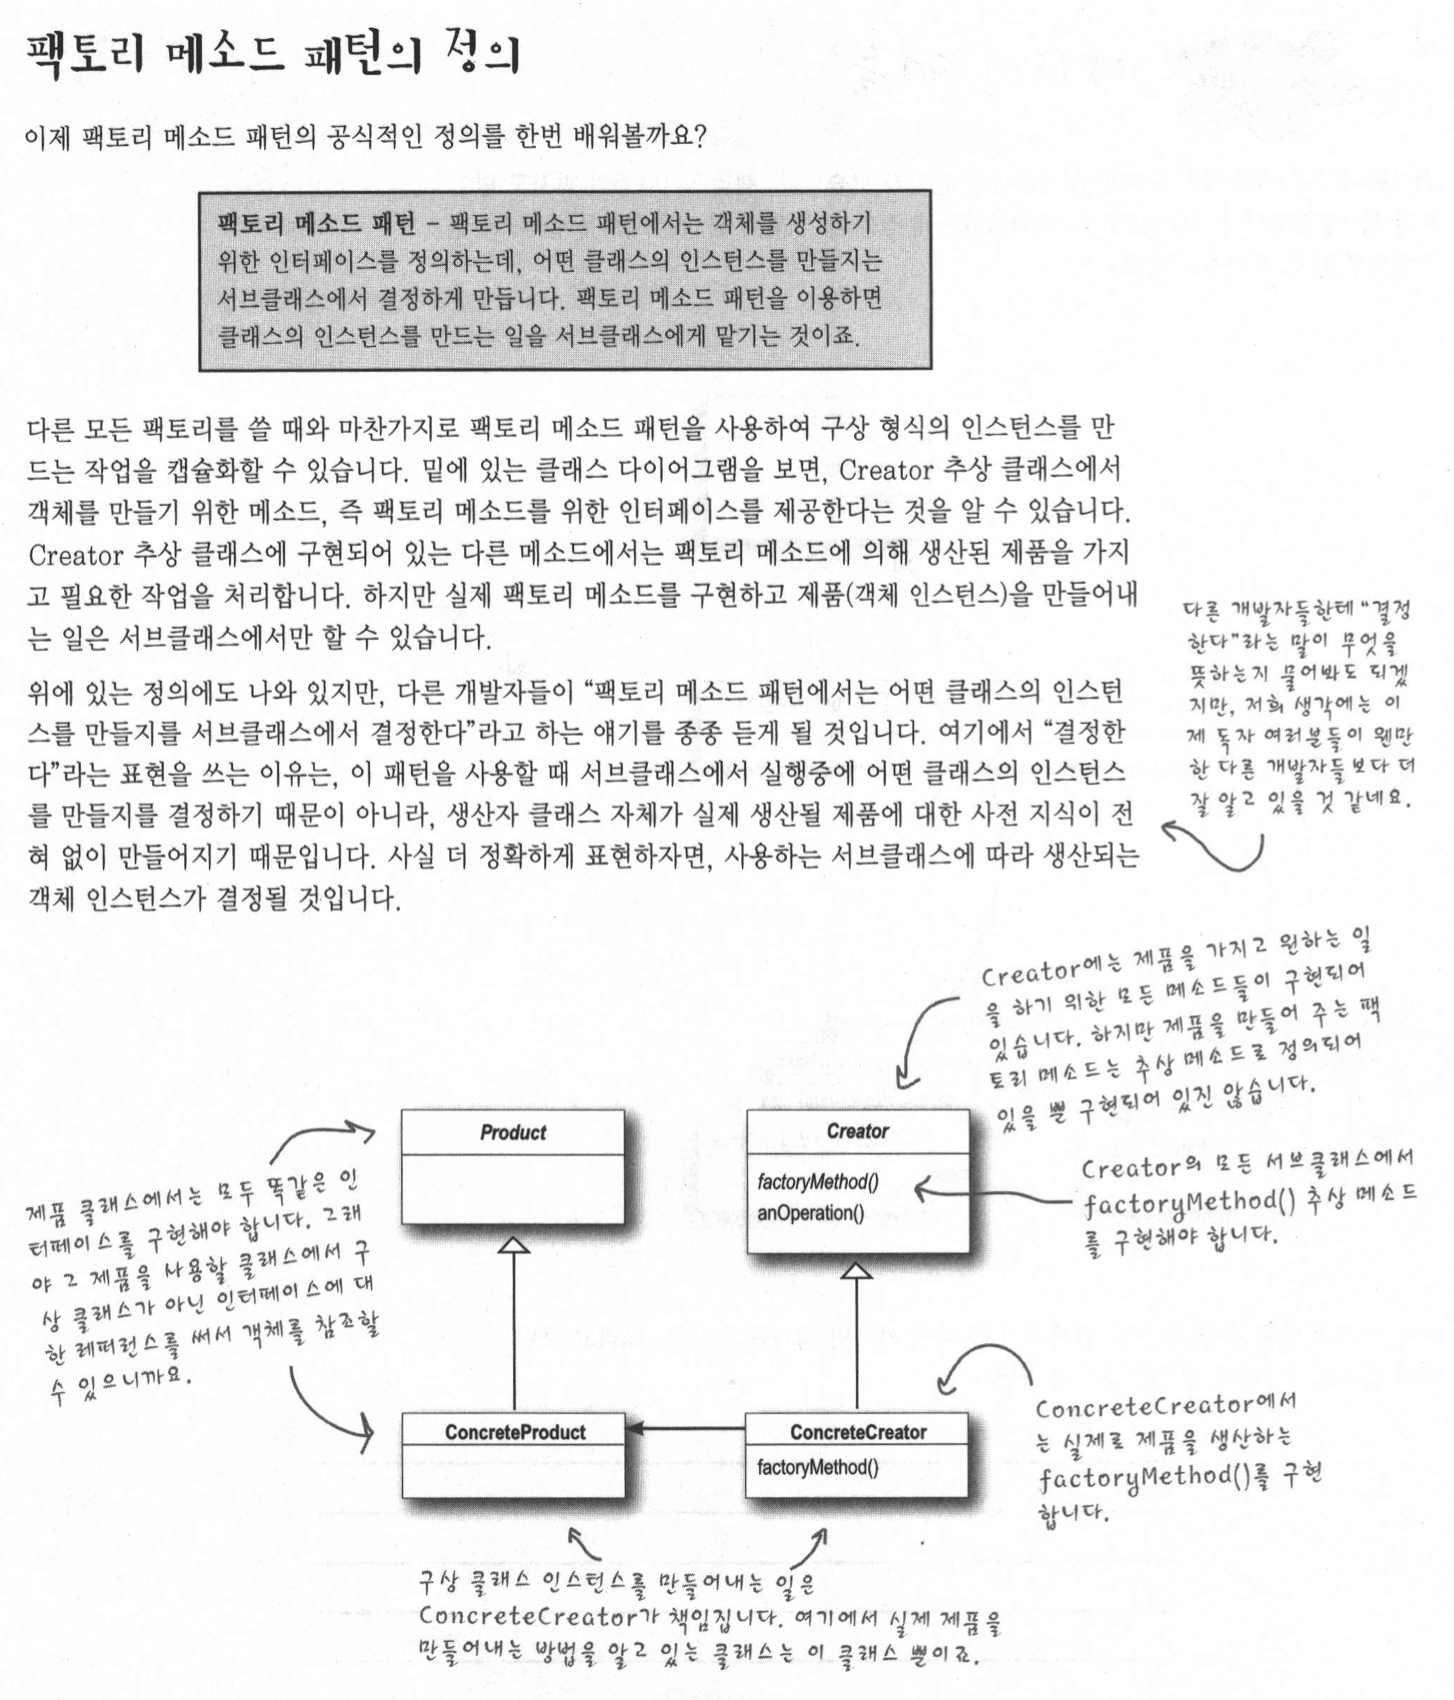 팩토리 메소드 패턴의 정의
이제 팩토리 메소드 패턴의 공식적인 정의를 한번 배워볼까요?
팩토리 메소드 패턴 – 팩토리 메소드 패턴에서는 객체를 생성하기
위한 인터페이스를 정의하는데, 어떤 클래스의 인스턴스를 만들지는
서브클래스에서 결정하게 만듭니다. 팩토리 메소드 패턴을 이용하면
클래스의 인스턴스를 만드는 일을 서브클래스에게 맡기는 것이죠.
다른 모든 팩토리를 쓸 때와 마찬가지로 팩토리 메소드 패턴을 사용하여 구상 형식의 인스턴스를 만
드는 작업을 캡슐화할 수 있습니다. 밑에 있는 클래스 다이어그램을 보면, Creator 추상 클래스에서
객체를 만들기 위한 메소드, 즉 팩토리 메소드를 위한 인터페이스를 제공한다는 것을 알 수 있습니다.
Creator 추상 클래스에 구현되어 있는 다른 메소드에서는 팩토리 메소드에 의해 생산된 제품을 가지
고 필요한 작업을 처리합니다. 하지만 실제 팩토리 메소드를 구현하고 제품(객체 인스턴스)을 만들어내
는 일은 서브클래스에서만 할 수 있습니다.
위에 있는 정의에도 나와 있지만, 다른 개발자들이 “팩토리 메소드 패턴에서는 어떤 클래스의 인스턴
스를 만들지를 서브클래스에서 결정한다”라고 하는 얘기를 종종 듣게 될 것입니다. 여기에서 “결정한
다”라는 표현을 쓰는 이유는, 이 패턴을 사용할 때 서브클래스에서 실행중에 어떤 클래스의 인스턴스
를 만들지를 결정하기 때문이 아니라, 생산자 클래스 자체가 실제 생산될 제품에 대한 사전 지식이 전
혀 없이 만들어지기 때문입니다. 사실 더 정확하게 표현하자면, 사용하는 서브클래스에 따라 생산되는
객체 인스턴스가 결정될 것입니다.
다른 개발자들한테 “결정
한다”라는 말이 무엇을
뜻하는지 물어봐도 되겠
지만, 저희 생각에는 이
제 독자 여러분들이 웬만
한 다른 개발자들보다 더
잘 알고 있을 것 같네요.
Creator에는 제품을 가지고 원하는 일
을 하기 위한 모든 메소드들이 구현되어
있습니다. 하지만 제품을 만들어 주는 팩
토리 메소드는 추상 메소드로 정의되어
있을 뿐 구현되어 있진 않습니다.
Product
Creator
factoryMethod()
anOperation()
Creator의 모든 서브클래스에서
factoryMethod() 추상 메소드
를 구현해야 합니다.
제품 클래스에서는 모두 똑같은 인
터페이스를 구현해야 합니다. 그래
야 그 제품을 사용할 클래스에서 구
상 클래스가 아닌 인터페이스에 대
한 레퍼런스를 써서 객체를 참조할
수 있으니까요.
ConcreteProduct
ConcreteCreator
factoryMethod()
ConcreteCreator에서
는 실제로 제품을 생산하는
factoryMethod()를 구현
합니다.
구상 클래스 인스턴스를 만들어내는 일은
ConcreteCreator가 책임집니다. 여기에서 실제 제품을
만들어내는 방법을 알고 있는 클래스는 이 클래스 뿐이죠.